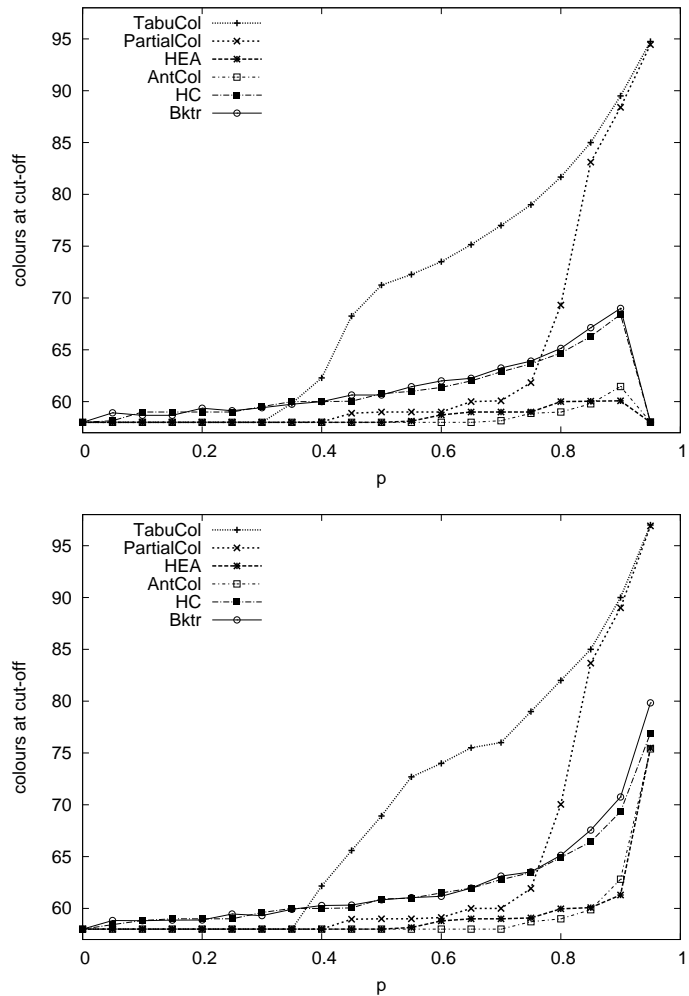 95
90
85
80
75
70
65
60
colours at cut-off
TabuCol
PartialCol
HEA
AntCol
HC
Bktr
0 0.2 0.4 0.6 0.8 1
p
95
90
85
80
75
70
65
60
colours at cut-off
TabuCol
PartialCol
HEA
AntCol
HC
Bktr
0 0.2 0.4 0.6 0.8 1
p